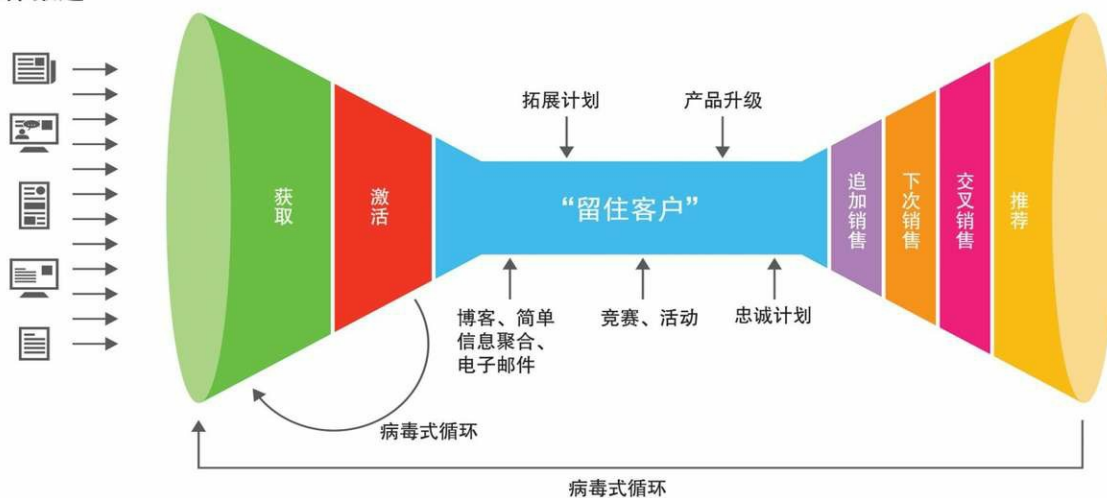 拓展计划
产品升级
获取
激活
“留住客户”
追加销售
下次销售
交叉销售
推荐
博客、简单
信息聚合、
电子邮件
竞赛、活动
忠诚计划
病毒式循环
病毒式循环